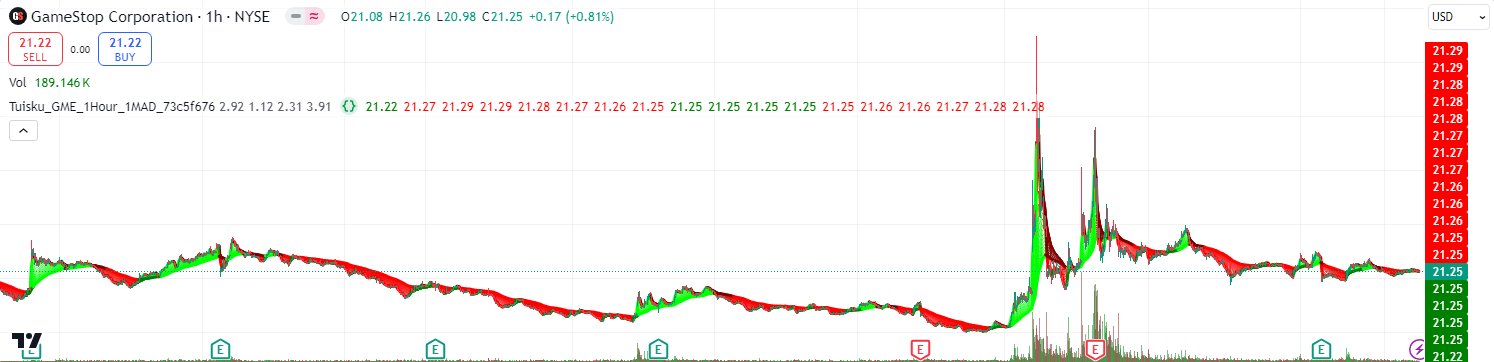 GameStop Corporation · 1h · NYSE O21.08 H21.26 L20.98 C21.25 +0.17 (+0.81%)
USD
21.22 SELL
0.00
21.22 BUY
Vol 189.146 K
Tuisku_GME_1Hour_1MAD_73c5f676 2.92 1.12 2.31 3.91 21.22 21.27 21.29 21.29 21.28 21.27 21.26 21.25 21.25 21.25 21.25 21.25 21.25 21.26 21.26 21.27 21.28 21.28
21.29
21.29
21.28
21.28
21.28
21.27
21.27
21.27
21.26
21.26
21.26
21.25
21.25
21.25
21.25
21.25
21.25
21.25
21.22
E E E E E E E